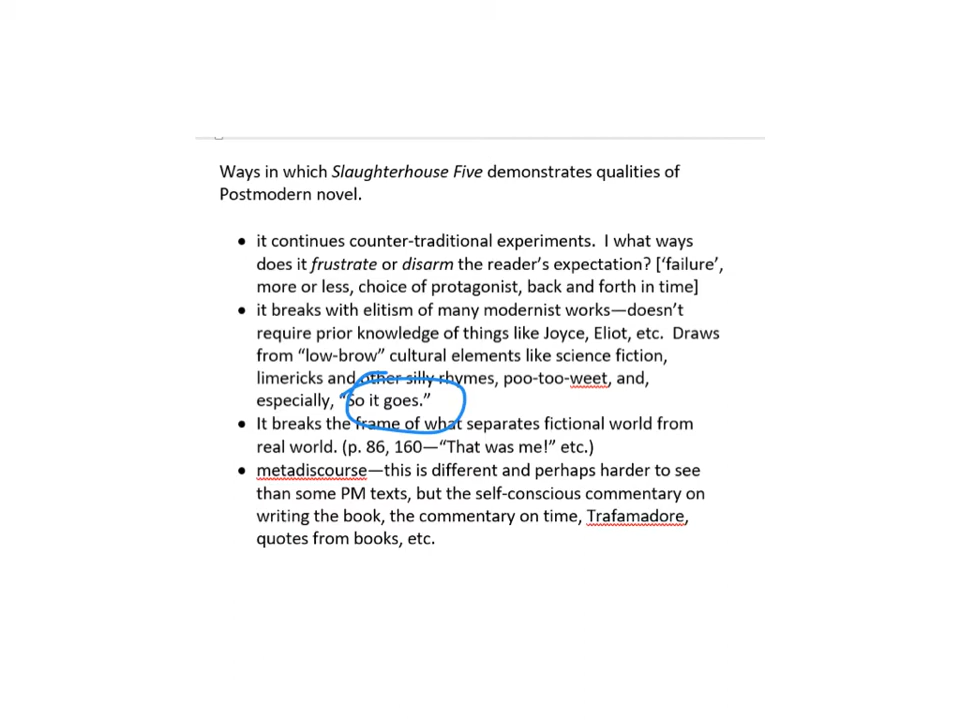 Ways in which Slaughterhouse Five demonstrates qualities of
Postmodern novel.
• it continues counter-traditional experiments.  I what ways
does it frustrate or disarm the reader’s expectation? [‘failure’,
more or less, choice of protagonist, back and forth in time]
• it breaks with elitism of many modernist works—doesn’t
require prior knowledge of things like Joyce, Eliot, etc.  Draws
from “low-brow” cultural elements like science fiction,
limericks and other silly rhymes, poo-too-weet, and,
especially, “So it goes.”
• It breaks the frame of what separates fictional world from
real world. (p. 86, 160—“That was me!” etc.)
• metadiscourse—this is different and perhaps harder to see
than some PM texts, but the self-conscious commentary on
writing the book, the commentary on time, Trafamadore,
quotes from books, etc.